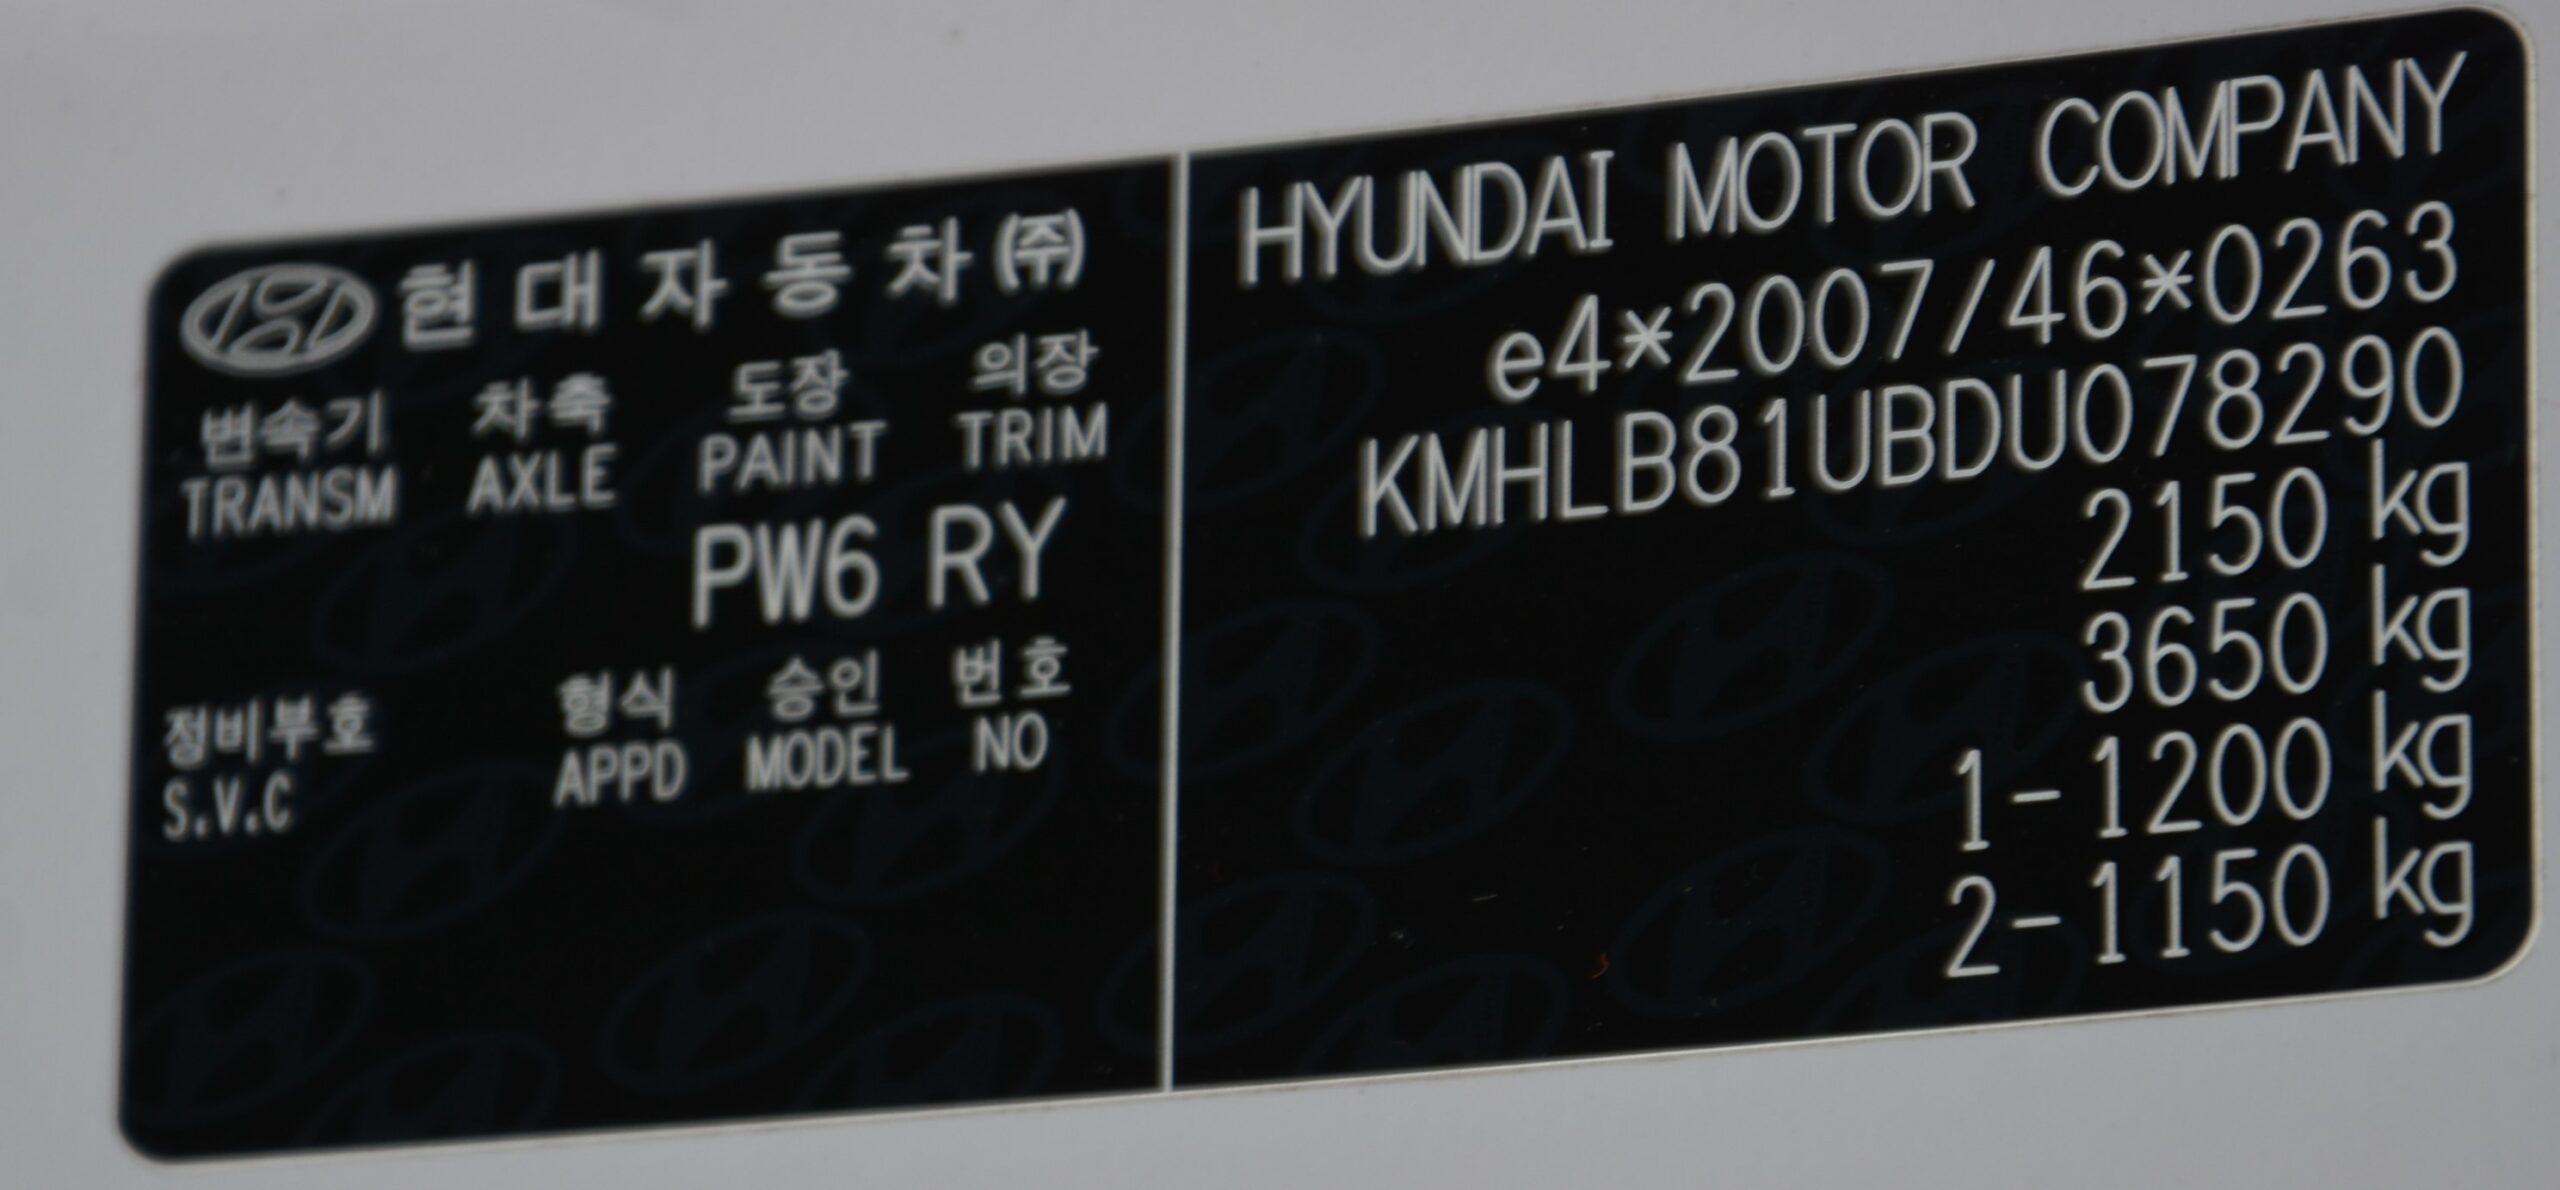 현대자동차㈜
변속기 차축 도장 의장
TRANSM AXLE PAINT TRIM
PW6 RY
정비부호 형식 승인 번호
S.V.C APPD MODEL NO
HYUNDAI MOTOR COMPANY
e4*2007/46*0263
KMHLB81UBDU078290
2150 kg
3650 kg
1-1200 kg
2-1150 kg